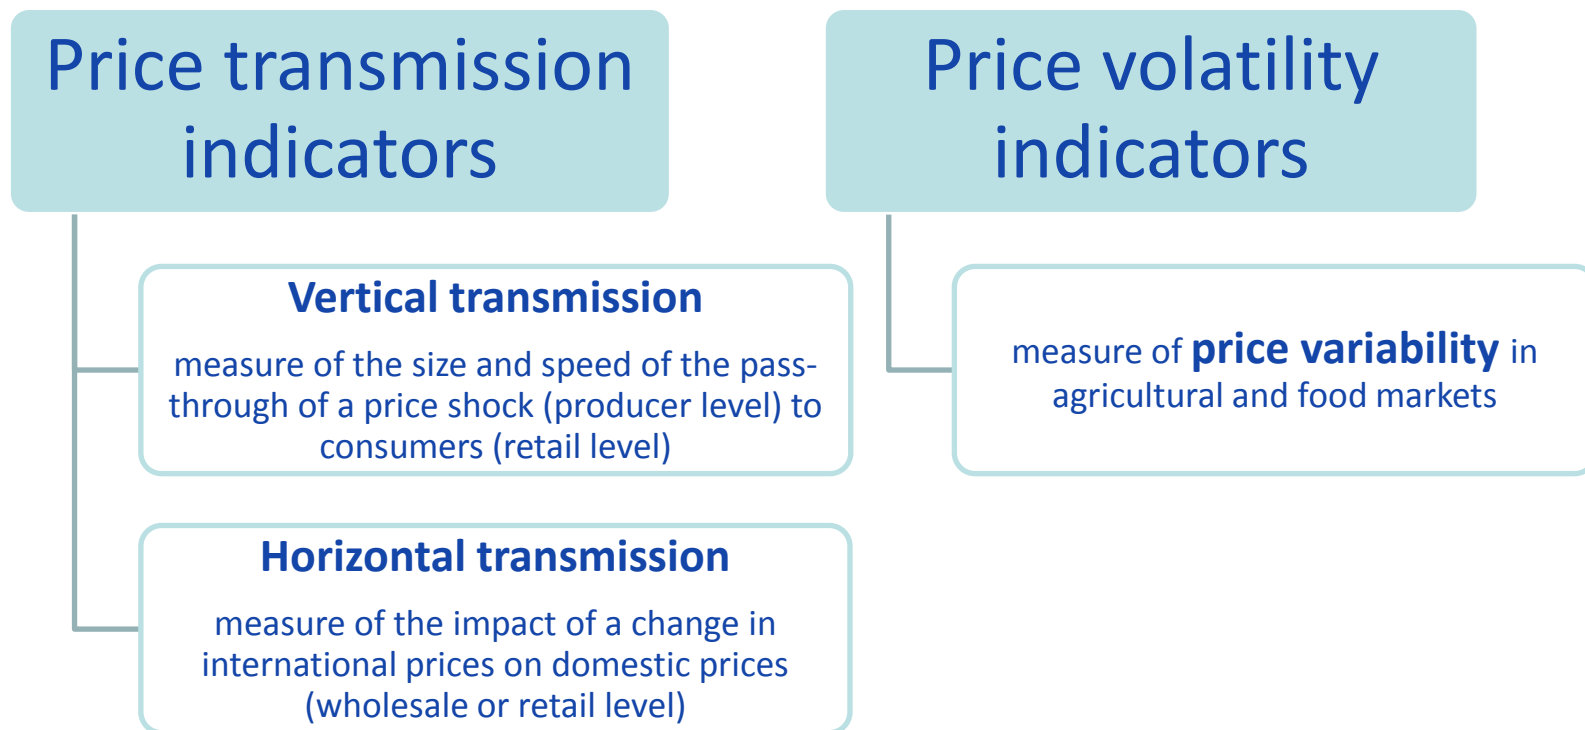 Price transmission
indicators
Vertical transmission
measure of the size and speed of the pass-
through of a price shock (producer level) to
consumers (retail level)
Horizontal transmission
measure of the impact of a change in
international prices on domestic prices
(wholesale or retail level)
Price volatility
indicators
measure of price variability in
agricultural and food markets